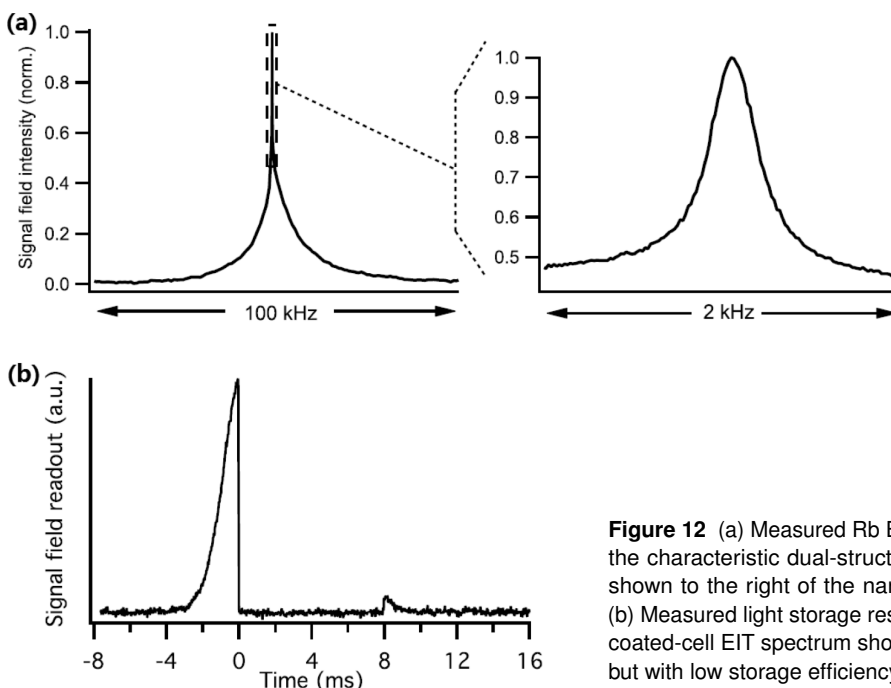 (a)
Signal field intensity (norm.)
1.0
0.8
0.6
0.4
0.2
0.0
100 kHz
1.0
0.9
0.8
0.7
0.6
0.5
2 kHz
(b)
Signal field readout (a.u.)
-8
-4
0
4
8
12
16
Time (ms)
Figure 12 (a) Measured Rb
the characteristic dual-struct
shown to the right of the
(b) Measured light storage
coated-cell EIT spectrum
but with low storage efficiency